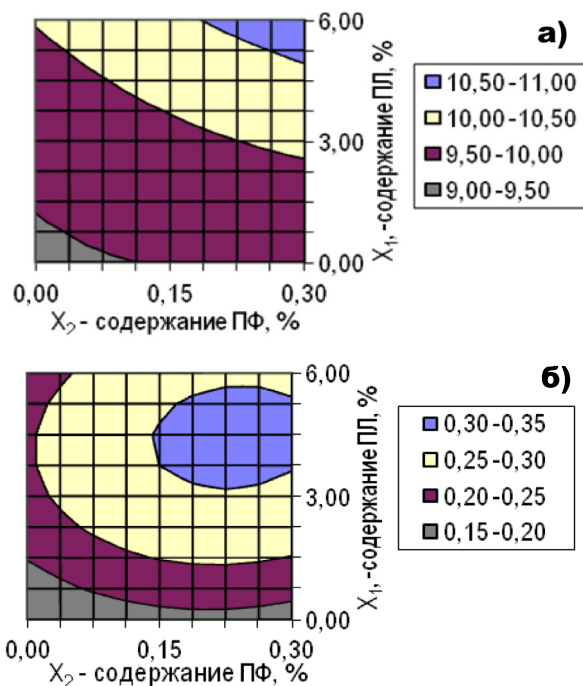 6,00
а)
10,50-11,00
10,00-10,50
9,50-10,00
9,00-9,50
3,00
0,00
X1, -содержание ПЛ, %
0,00 0,15 0,30
X2 - содержание ПФ, %
6,00
б)
0,30-0,35
0,25-0,30
0,20-0,25
0,15-0,20
3,00
0,00
X1, -содержание ПЛ, %
0,00 0,15 0,30
X2 - содержание ПФ, %